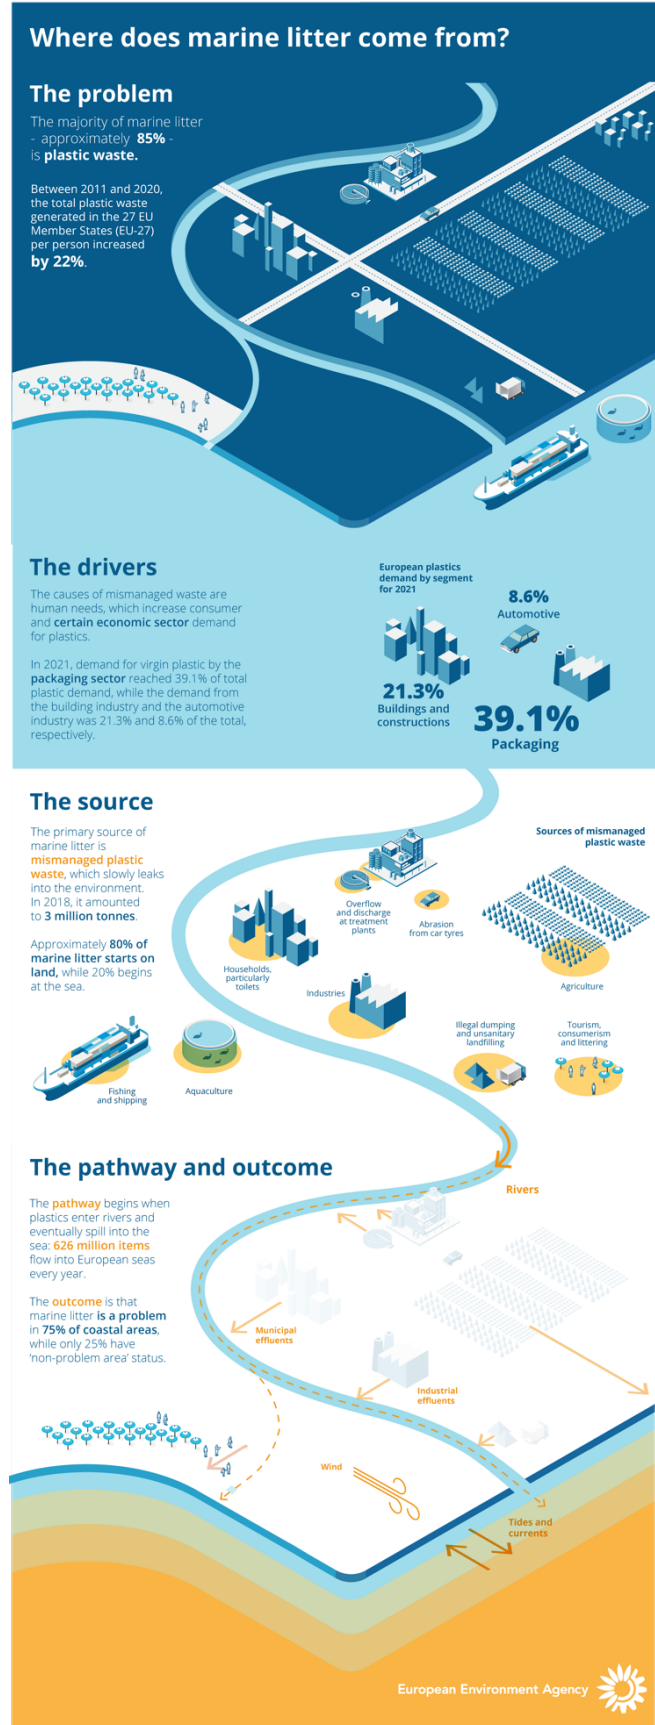 Where does marine litter come from?
The problem
The majority of marine litter
- approximately 85% -
is plastic waste.
Between 2011 and 2020,
the total plastic waste
generated in the 27 EU
Member States (EU-27)
per person increased
by 22%.
The drivers
The causes of mismanaged waste are
human needs, which increase consumer
and certain economic sector demand
for plastics.
In 2021, demand for virgin plastic by the
packaging sector reached 39.1% of total
plastic demand, while the demand from
the building industry and the automotive
industry was 21.3% and 8.6% of the total,
respectively.
European plastics
demand by segment
for 2021
8.6%
Automotive
21.3%
Buildings and
constructions
39.1%
Packaging
The source
The primary source of
marine litter is
mismanaged plastic
waste, which slowly leaks
into the environment.
In 2018, it amounted
to 3 million tonnes.
Approximately 80% of
marine litter starts on
land, while 20% begins
at the sea.
Sources of mismanaged
plastic waste
Overflow
and discharge
at treatment
plants
Abrasion
from car tyres
Households,
particularly
toilets
Industries
Agriculture
Illegal dumping
and unsanitary
landfilling
Tourism,
consumerism
and littering
Fishing
and shipping
Aquaculture
The pathway and outcome
The pathway begins when
plastics enter rivers and
eventually spill into the
sea: 626 million items
flow into European seas
every year.
The outcome is that
marine litter is a problem
in 75% of coastal areas,
while only 25% have
'non-problem area' status.
Rivers
Municipal
effluents
Industrial
effluents
Wind
Tides and
currents
European Environment Agency